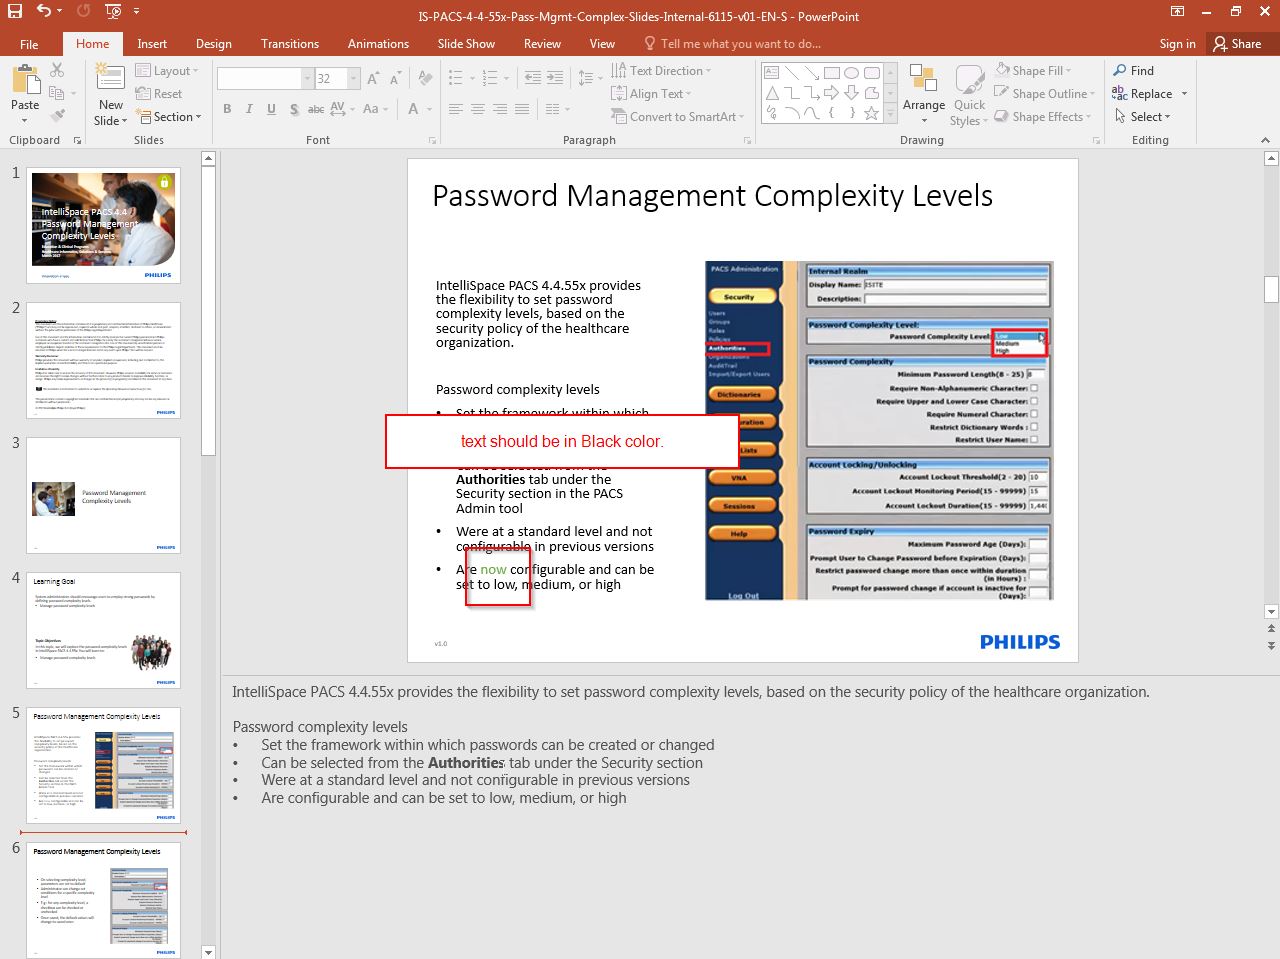 IS-PACS-4-4-55x-Pass-Mgmt-Complex-Slides-Internal-6115-v01-EN-S - PowerPoint
File
Home
Insert
Design
Transitions
Animations
Slide Show
Review
View
Tell me what you want to do...
Sign in
Share
Paste
Clipboard
New
Slide
Layout
Reset
Section
Slides
32
B I U S abc AV Aa A
Font
Text Direction
Align Text
Convert to SmartArt
Paragraph
Arrange
Quick
Styles
Shape Fill
Shape Outline
Shape Effects
Drawing
Find
Replace
Select
Editing
1
IntelliSpace PACS 4.4
Password Management
Complexity Levels
PHILIPS
2
PHILIPS
3
Password Management
Complexity Levels
4
Learning Goal
Topic Objectives
Manage password complexity levels
PHILIPS
5
Password Management Complexity Levels
PHILIPS
6
Password Management Complexity Levels
PHILIPS
Password Management Complexity Levels
IntelliSpace PACS 4.4.55x provides
the flexibility to set password
complexity levels, based on the
security policy of the healthcare
organization.
Password complexity levels
• Set the framework within which
text should be in Black color.
Can be selected from the
Authorities tab under the
Security section in the PACS
Admin tool
• Were at a standard level and not
configurable in previous versions
• Are now configurable and can be
set to low, medium, or high
v1.0
PHILIPS
PACS Administration
Security
Users
Groups
Roles
Policies
Authorities
Organizations
AuditTrail
Import/Export Users
Dictionaries
uration
Lists
VNA
Sessions
Help
Log Out
Internal Realm
Display Name: ISITE
Description:
Password Complexity Level:
Password Complexity Level: Low
Medium
High
Password Complexity
Minimum Password Length(8 - 25) 8
Require Non-Alphanumeric Character:
Require Upper and Lower Case Character:
Require Numeral Character:
Restrict Dictionary Words :
Restrict User Name:
Account Locking/Unlocking
Account Lockout Threshold(2 - 20) 10
Account Lockout Monitoring Period(15 - 99999) 15
Account Lockout Duration(15 - 99999) 1,440
Password Expiry
Maximum Password Age (Days):
Prompt User to Change Password before Expiration (Days):
Restrict password change more than once within duration
(in Hours) :
Prompt for password change if account is inactive for
(Days):
IntelliSpace PACS 4.4.55x provides the flexibility to set password complexity levels, based on the security policy of the healthcare organization.
Password complexity levels
• Set the framework within which passwords can be created or changed
• Can be selected from the Authorities tab under the Security section
• Were at a standard level and not configurable in previous versions
• Are configurable and can be set to low, medium, or high